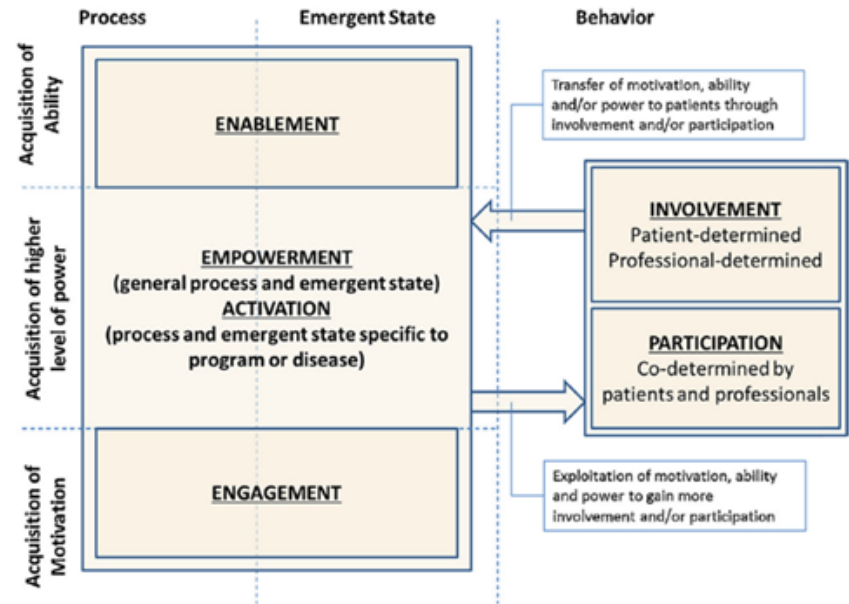 Process
Emergent State
Behavior
Acquisition of
Ability
ENABLEMENT
Transfer of motivation, ability
and/or power to patients through
involvement and/or participation
Acquisition of higher
level of power
EMPOWERMENT
(general process and emergent state)
ACTIVATION
(process and emergent state specific to
program or disease)
INVOLVEMENT
Patient-determined
Professional-determined
PARTICIPATION
Co-determined by
patients and professionals
Acquisition of
Motivation
ENGAGEMENT
Exploitation of motivation, ability
and power to gain more
involvement and/or participation